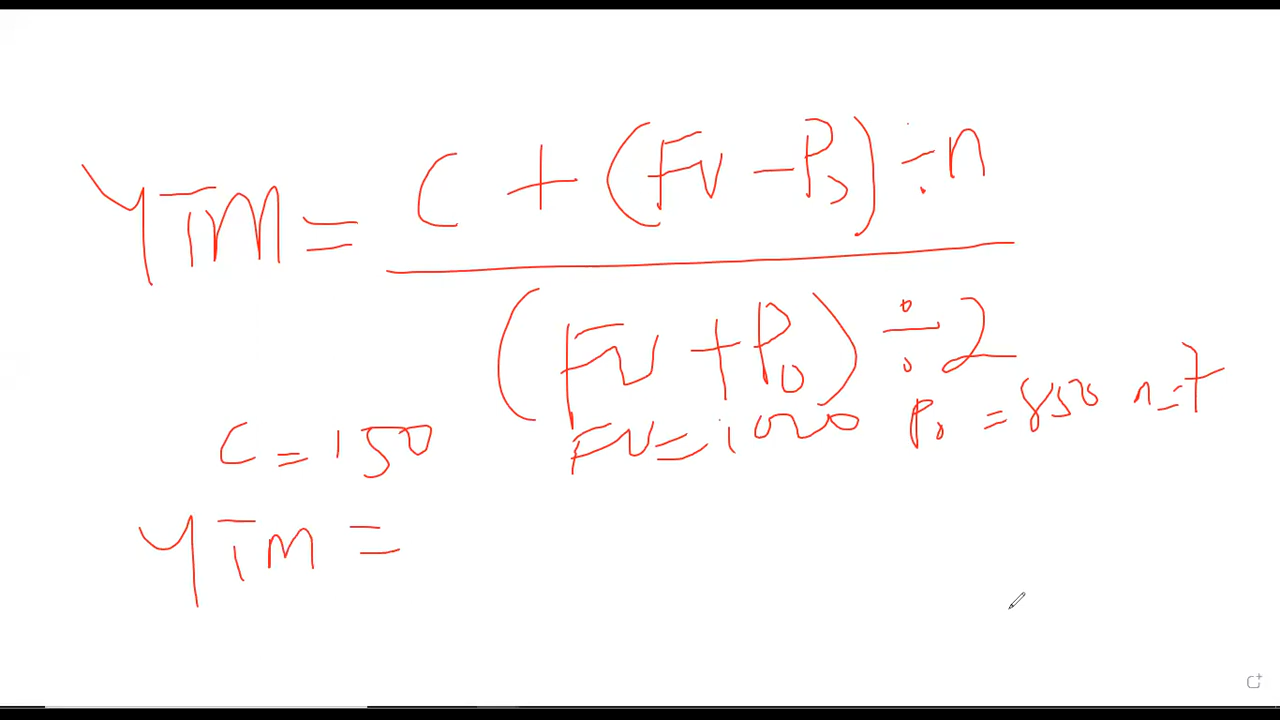 YTM = C + (FV - P0) ÷ n
(FV + P0) ÷ 2
C = 150 FV = 1000 P0 = 850 n = 7
YTM =